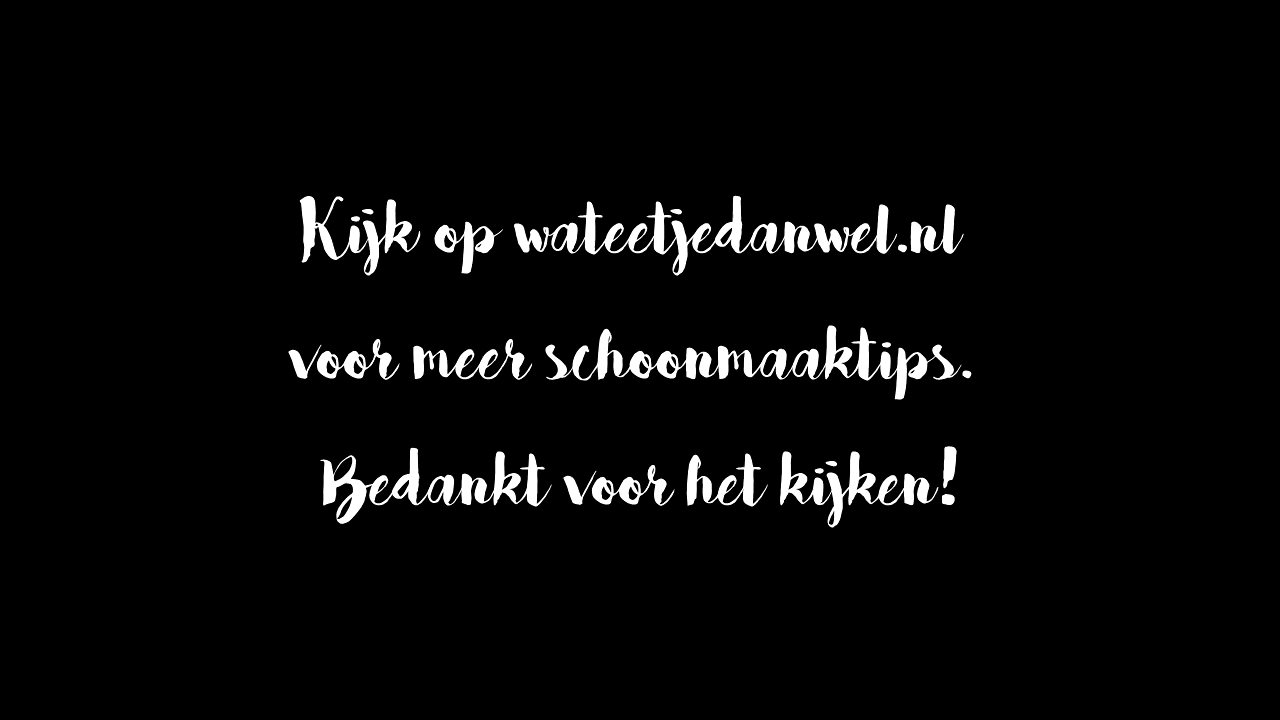 Kijk op wateetjedanwel.nl
voor meer schoonmaaktips.
Bedankt voor het kijken!